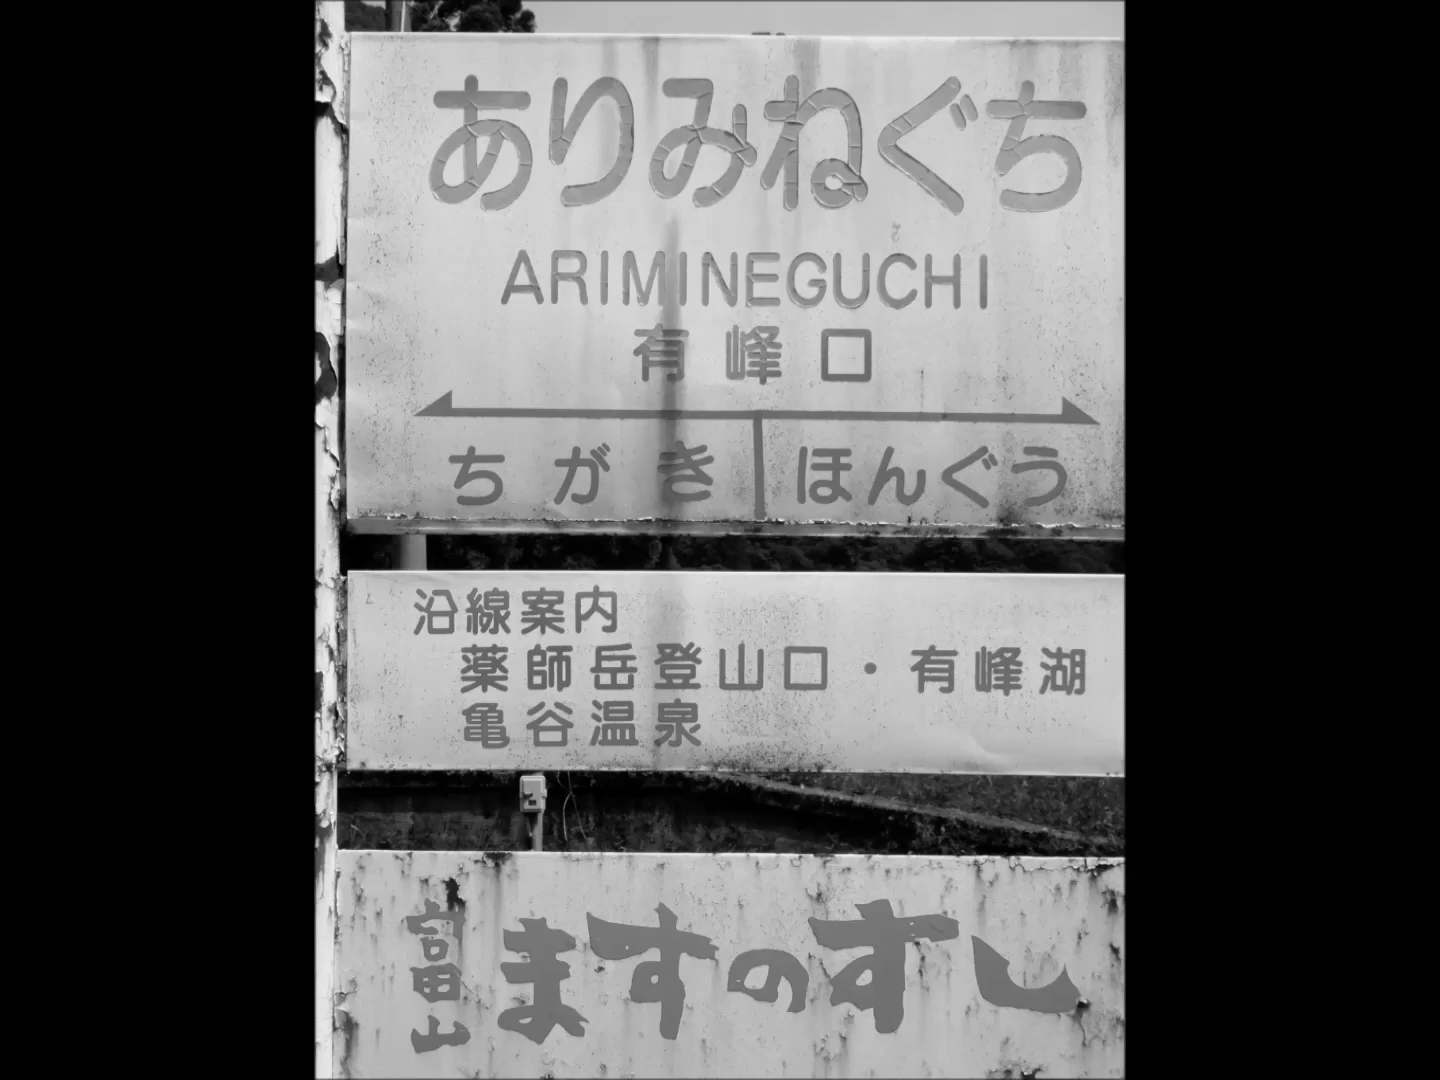 ありみねぐち
ARIMINEGUCHI
有峰口
ちがき ほんぐう
沿線案内
薬師岳登山口・有峰湖
亀谷温泉
富山 ますのすし